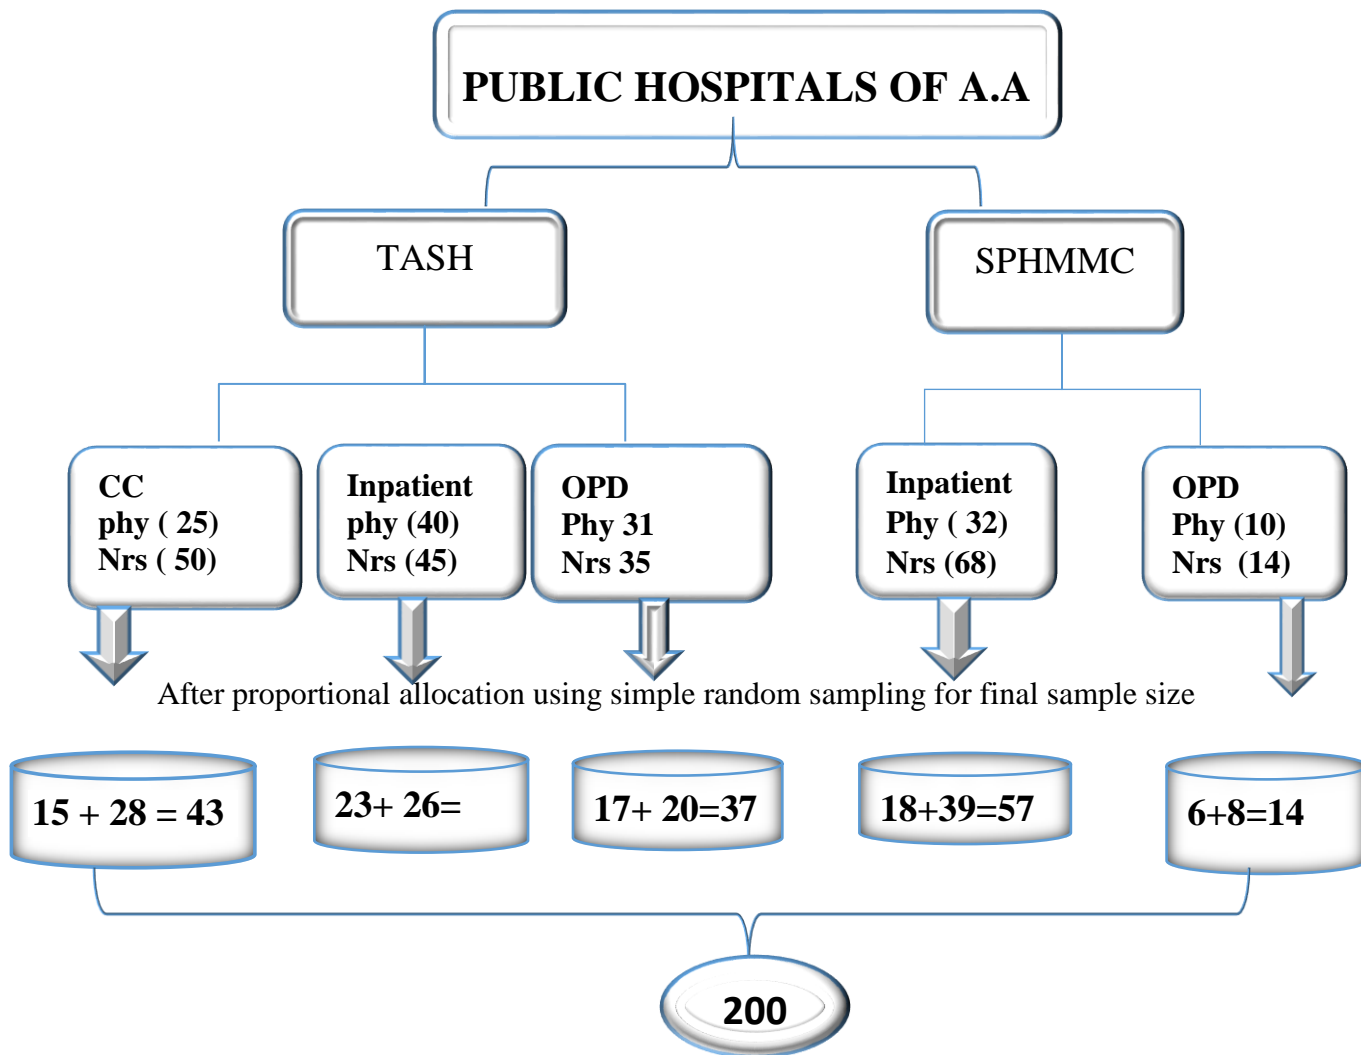 PUBLIC HOSPITALS OF A.A
TASH
SPHMMC
CC
phy ( 25)
Nrs ( 50)
Inpatient
phy (40)
Nrs (45)
OPD
Phy 31
Nrs 35
Inpatient
Phy ( 32)
Nrs (68)
OPD
Phy (10)
Nrs (14)
After proportional allocation using simple random sampling for final sample size
15 + 28 = 43
23+ 26=
17+ 20=37
18+39=57
6+8=14
200